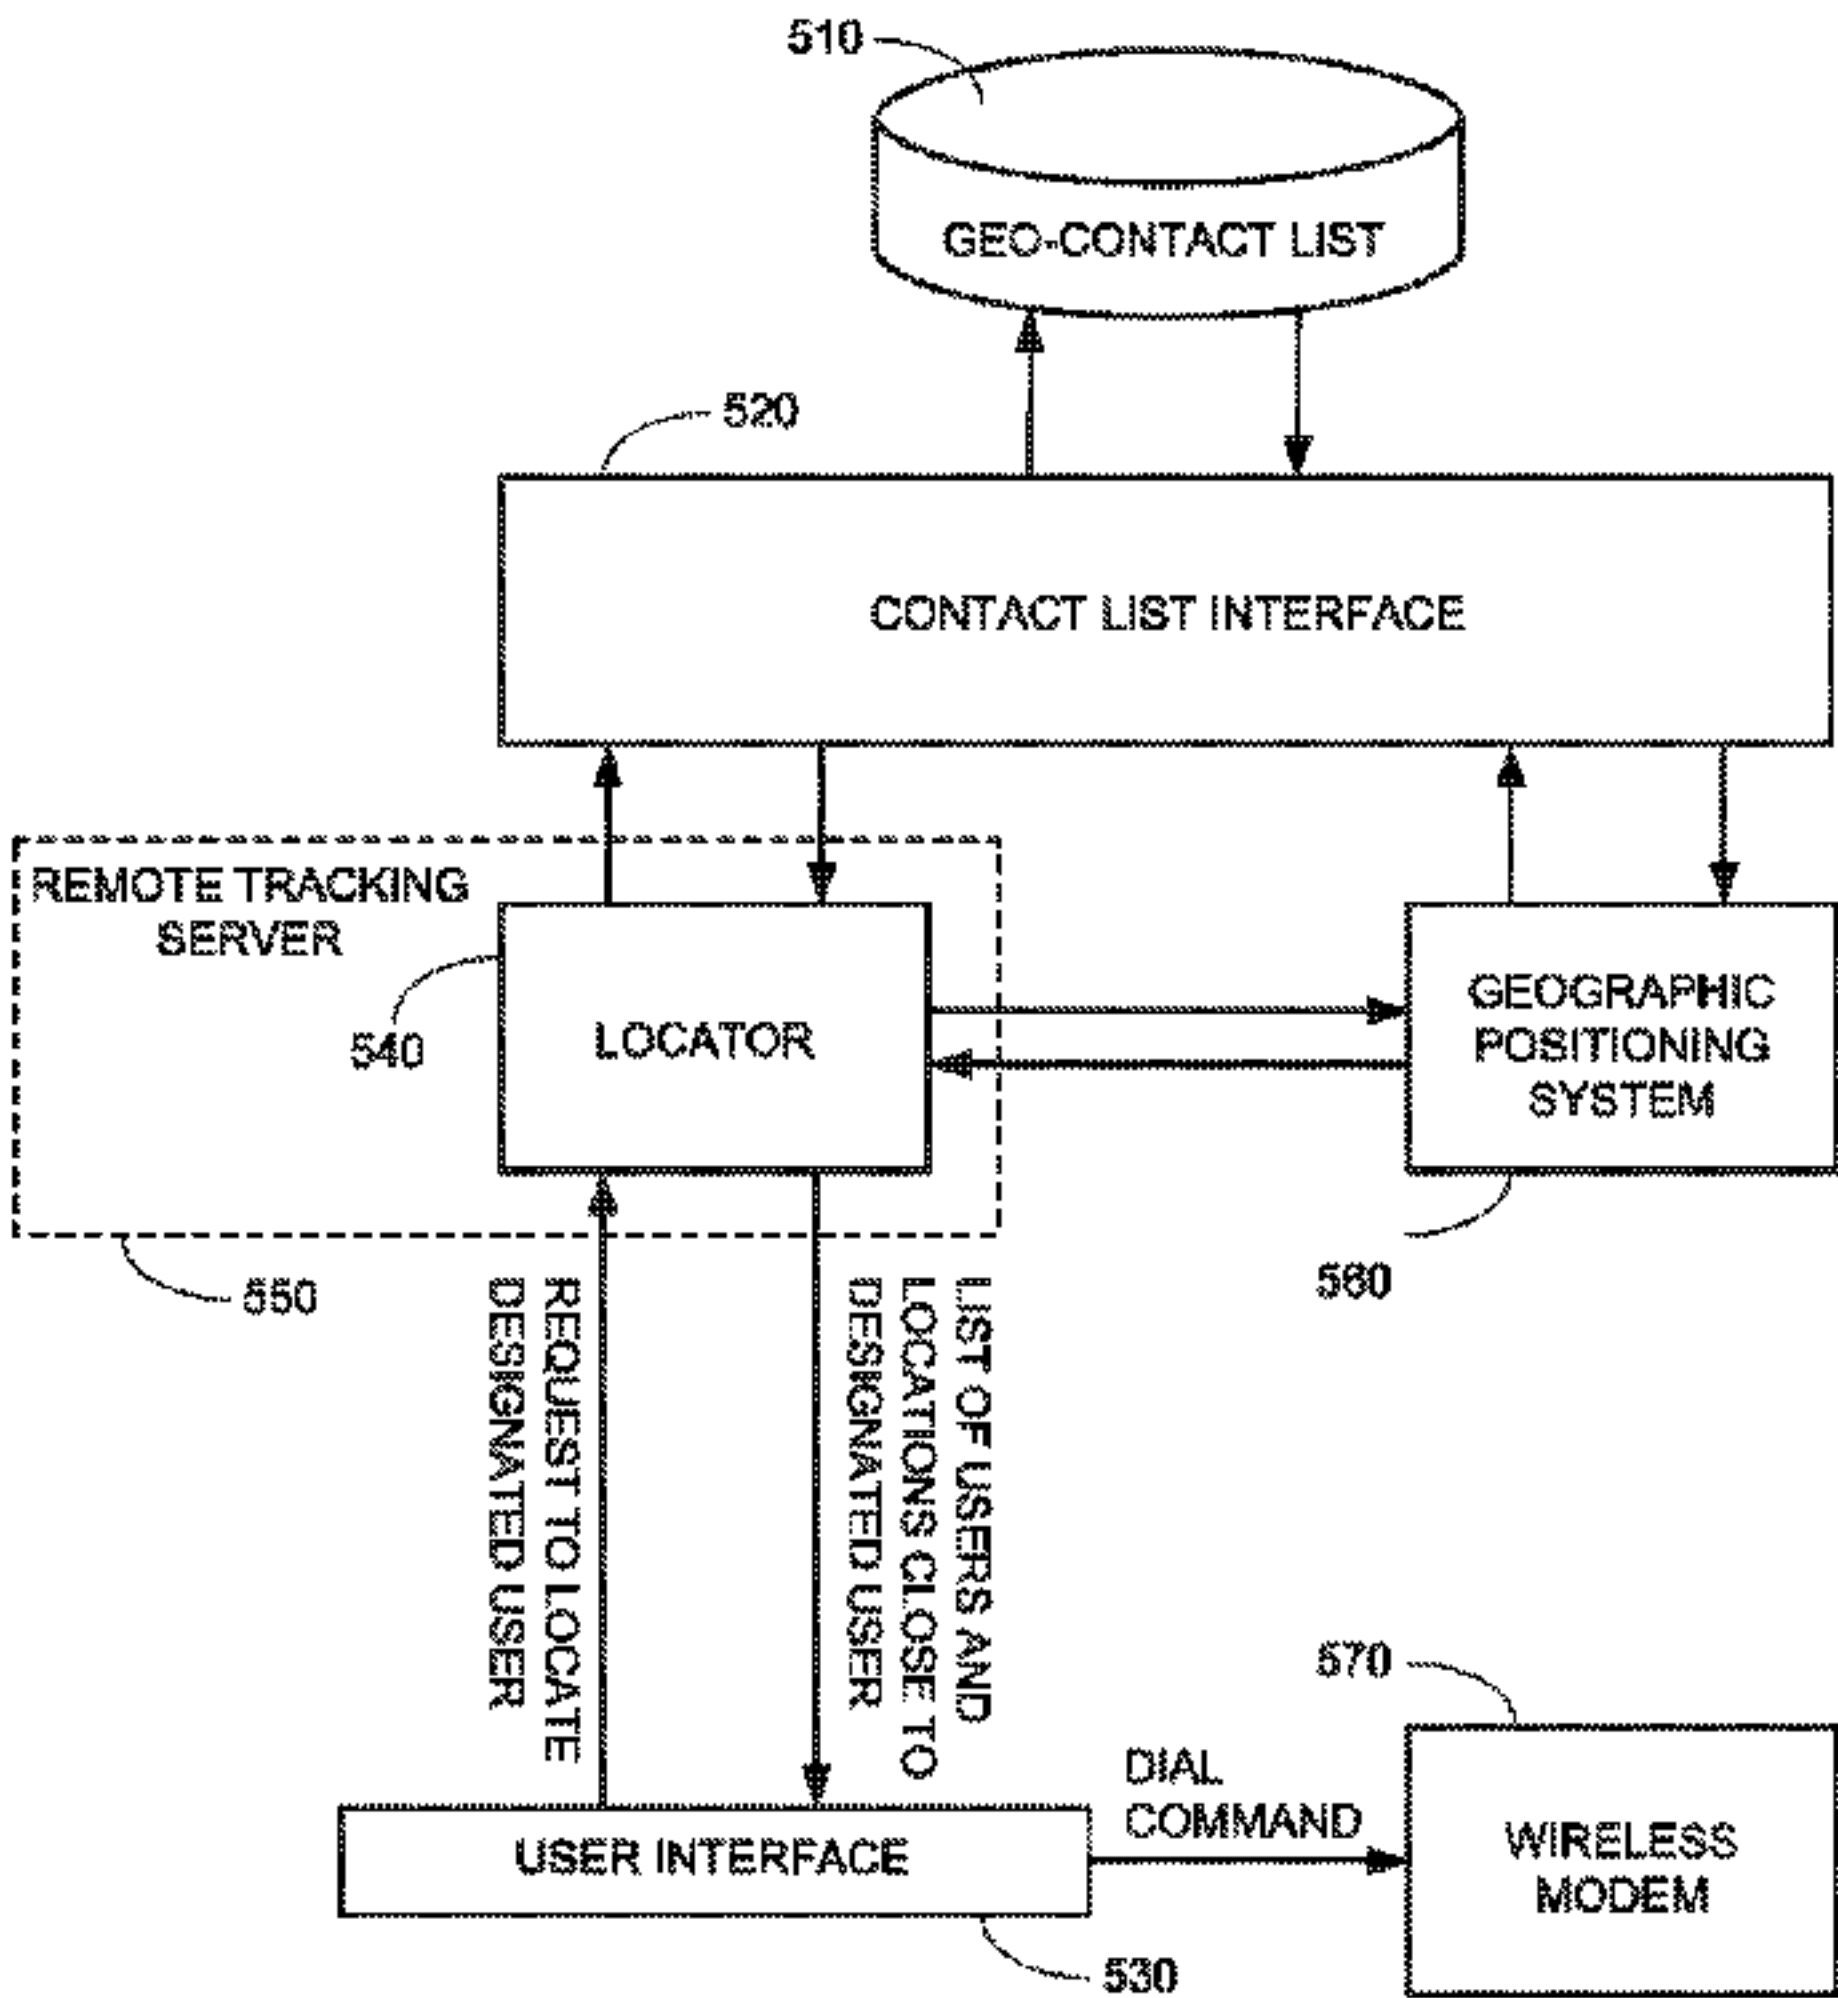 510
GEO-CONTACT LIST
520
CONTACT LIST INTERFACE
REMOTE TRACKING
SERVER
540
LOCATOR
GEOGRAPHIC
POSITIONING
SYSTEM
550
560
REQUEST TO LOCATE
DESIGNATED USER
LIST OF USERS AND
LOCATIONS CLOSE TO
DESIGNATED USER
570
DIAL
COMMAND
USER INTERFACE
WIRELESS
MODEM
530